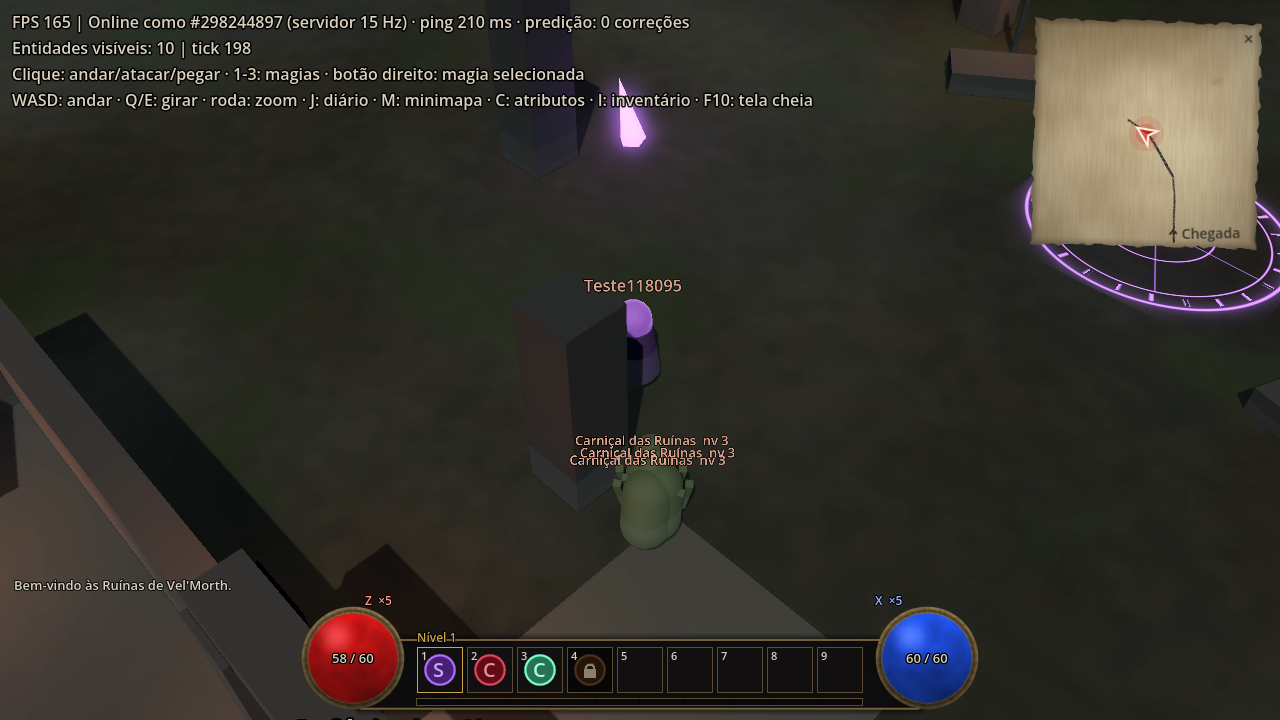 FPS 165 | Online como #298244897 (servidor 15 Hz) · ping 210 ms · predição: 0 correções
Entidades visíveis: 10 | tick 198
Clique: andar/atacar/pegar · 1-3: magias · botão direito: magia selecionada
WASD: andar · Q/E: girar · roda: zoom · J: diário · M: minimapa · C: atributos · I: inventário · F10: tela cheia
×
Chegada
Teste118095
Carniçal das Ruínas nv 3
Carniçal das Ruínas nv 3
Carniçal das Ruínas nv 3
Bem-vindo às Ruínas de Vel'Morth.
Z ×5
X ×5
Nível 1
58 / 60
1 2 3 4 5 6 7 8 9
S C C
60 / 60